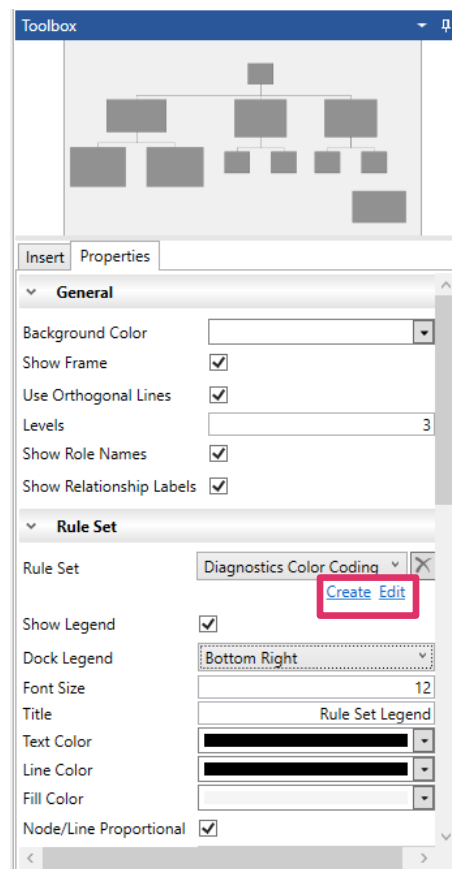 Toolbox
Insert Properties
General
Background Color
Show Frame
Use Orthogonal Lines
Levels 3
Show Role Names
Show Relationship Labels
Rule Set
Rule Set Diagnostics Color Coding
Create Edit
Show Legend
Dock Legend Bottom Right
Font Size 12
Title Rule Set Legend
Text Color
Line Color
Fill Color
Node/Line Proportional